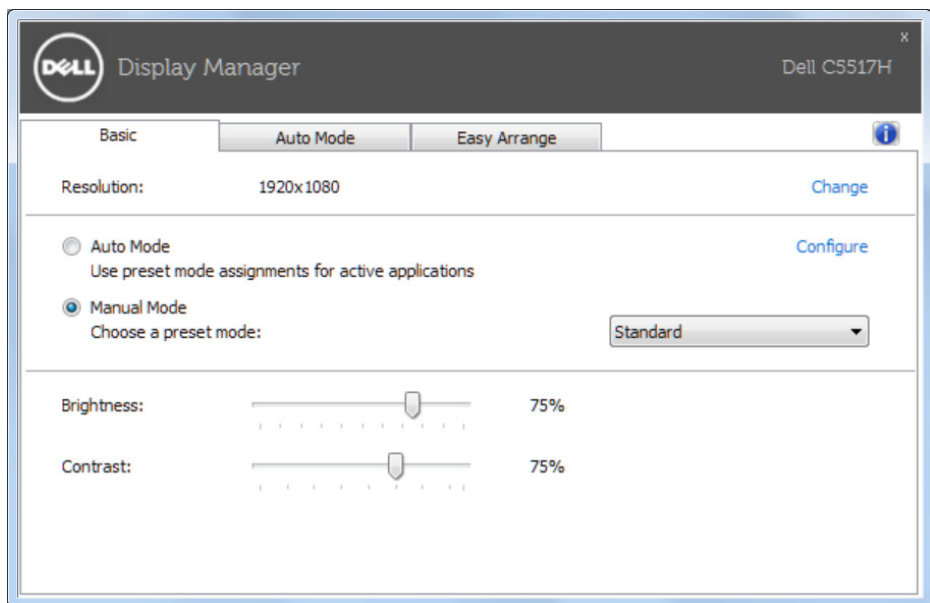 x
DELL Display Manager Dell C5517H
Basic Auto Mode Easy Arrange i
Resolution: 1920x1080 Change
Auto Mode Configure
Use preset mode assignments for active applications
Manual Mode
Choose a preset mode: Standard
Brightness: 75%
Contrast: 75%